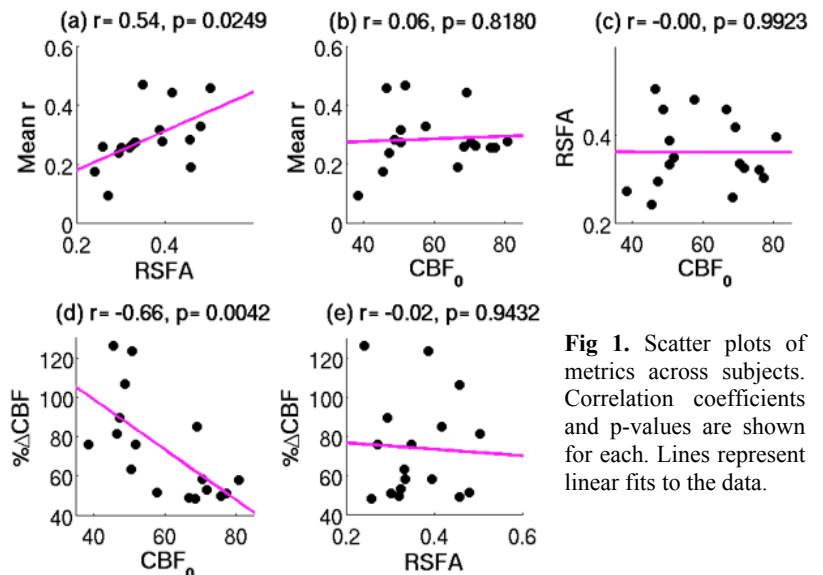 (a) r= 0.54, p= 0.0249
(b) r= 0.06, p= 0.8180
(c) r= -0.00, p= 0.9923
0.6
0.4
0.2
0
Mean r
0.2
0.4
RSFA
0.6
0.4
0.2
0
Mean r
40
60
80
CBF₀
0.4
0.2
RSFA
40
60
80
CBF₀
(d) r= -0.66, p= 0.0042
(e) r= -0.02, p= 0.9432
120
100
80
60
40
%ΔCBF
40
60
80
CBF₀
120
100
80
60
40
%ΔCBF
0.2
0.4
0.6
RSFA
Fig 1. Scatter plots of
metrics across subjects.
Correlation coefficients
and p-values are shown
for each. Lines represent
linear fits to the data.